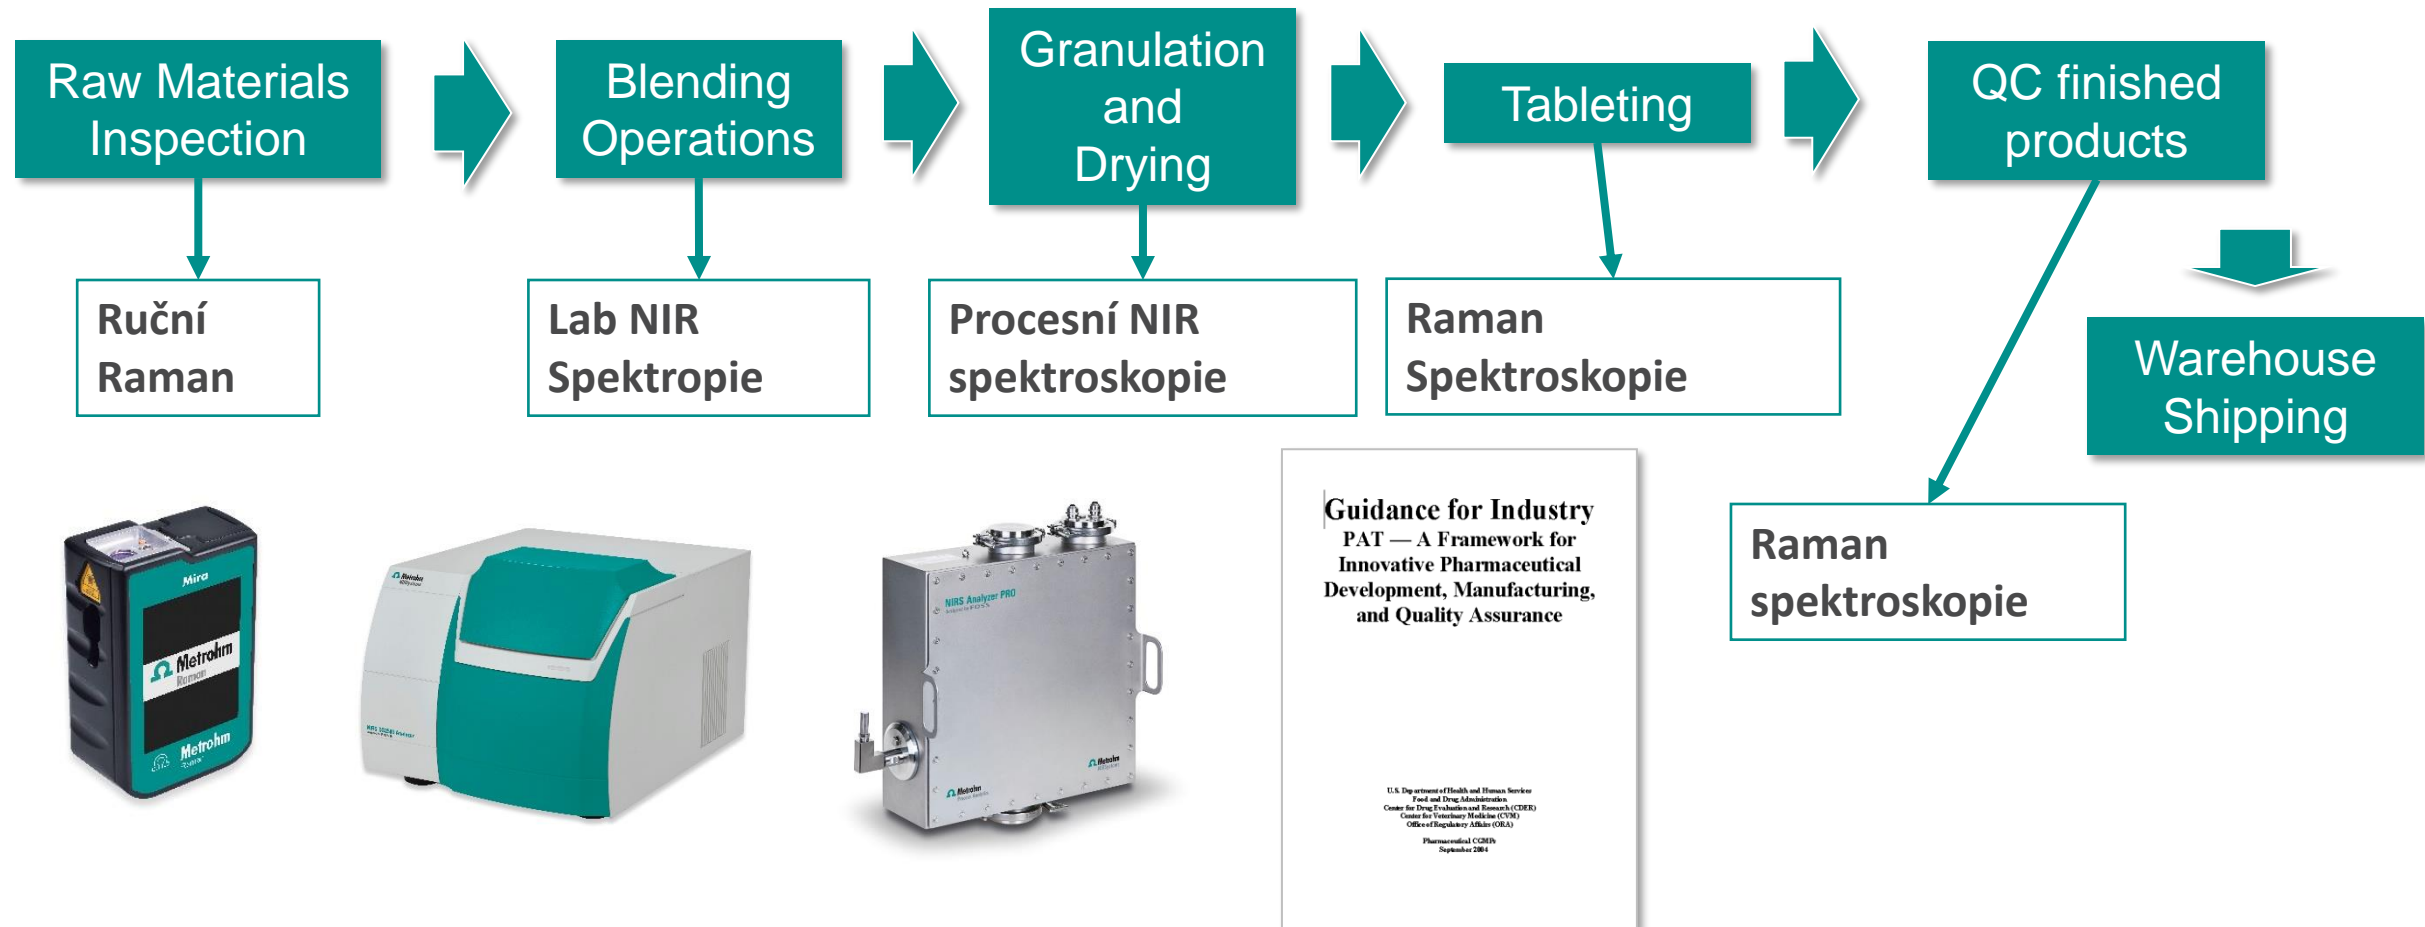 Raw Materials
Inspection
Blending
Operations
Granulation
and
Drying
Tableting
QC finished
products
Warehouse
Shipping
Ruční
Raman
Lab NIR
Spektropie
Procesní NIR
spektroskopie
Raman
Spektroskopie
Raman
spektroskopie
Mira
Metrohm
Raman
Metrohm
Metrohm
NIRS Analyzer PRO
Metrohm
Metrohm
Guidance for Industry
PAT — A Framework for
Innovative Pharmaceutical
Development, Manufacturing,
and Quality Assurance
U.S. Department of Health and Human Services
Food and Drug Administration
Center for Drug Evaluation and Research (CDER)
Center for Veterinary Medicine (CVM)
Office of Regulatory Affairs (ORA)
Pharmaceutical CGMPs
September 2004